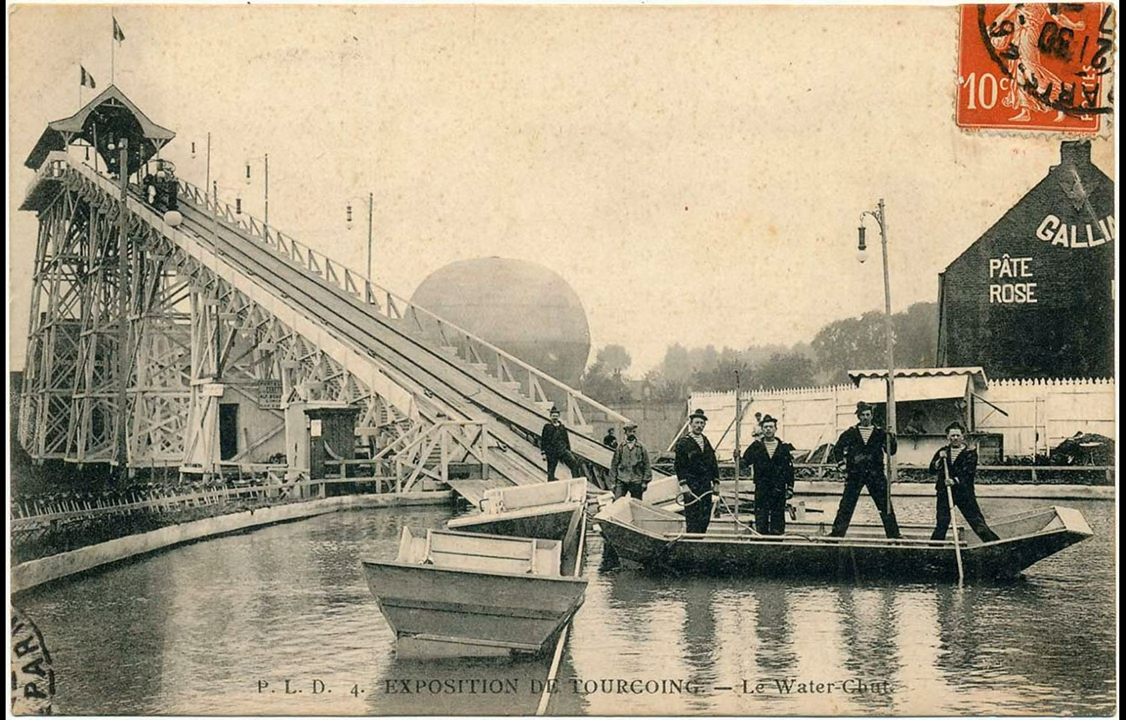 10c
GALLI
PÂTE
ROSE
P. L. D. 4. EXPOSITION DE TOURCOING. — Le Water-Chut.